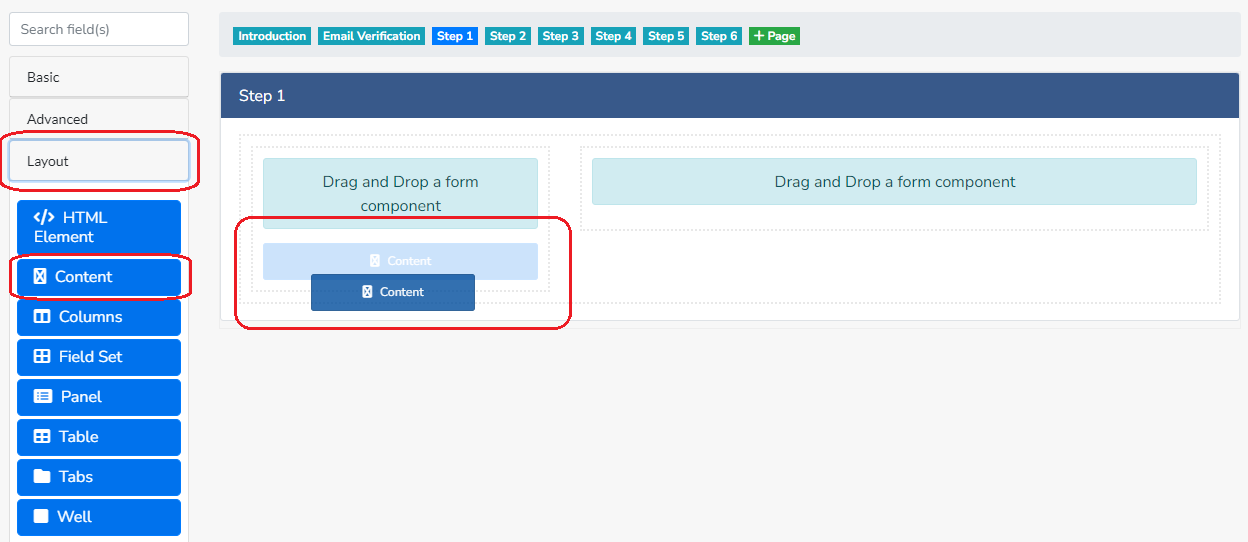 Search field(s)
Introduction
Email Verification
Step 1
Step 2
Step 3
Step 4
Step 5
Step 6
+ Page
Basic
Advanced
Layout
</> HTML
Element
Content
Columns
Field Set
Panel
Table
Tabs
Well
Step 1
Drag and Drop a form
component
Content
Content
Drag and Drop a form component